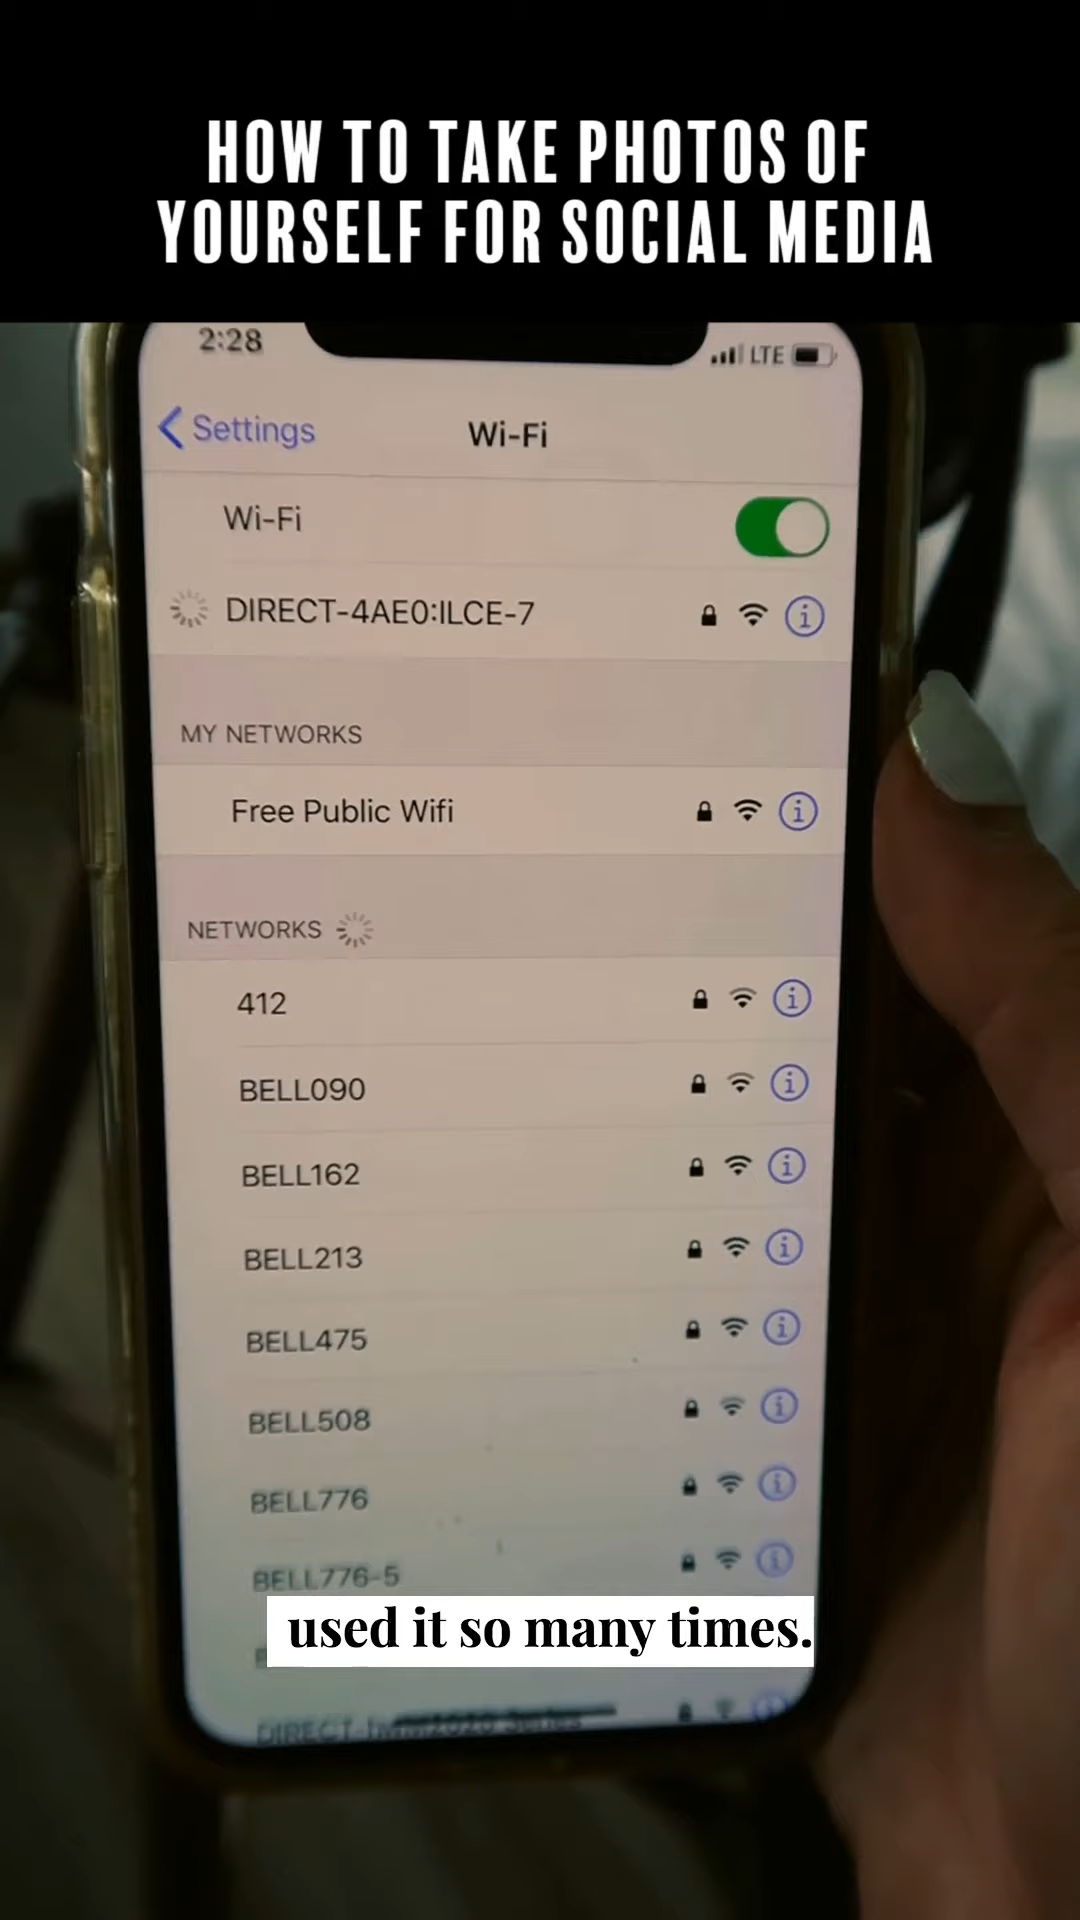 HOW TO TAKE PHOTOS OF
YOURSELF FOR SOCIAL MEDIA
2:28
LTE
Settings
Wi-Fi
Wi-Fi
DIRECT-4AE0:ILCE-7
MY NETWORKS
Free Public Wifi
NETWORKS
412
BELL090
BELL162
BELL213
BELL475
BELL508
BELL776
BELL776-5
used it so many times.
Series